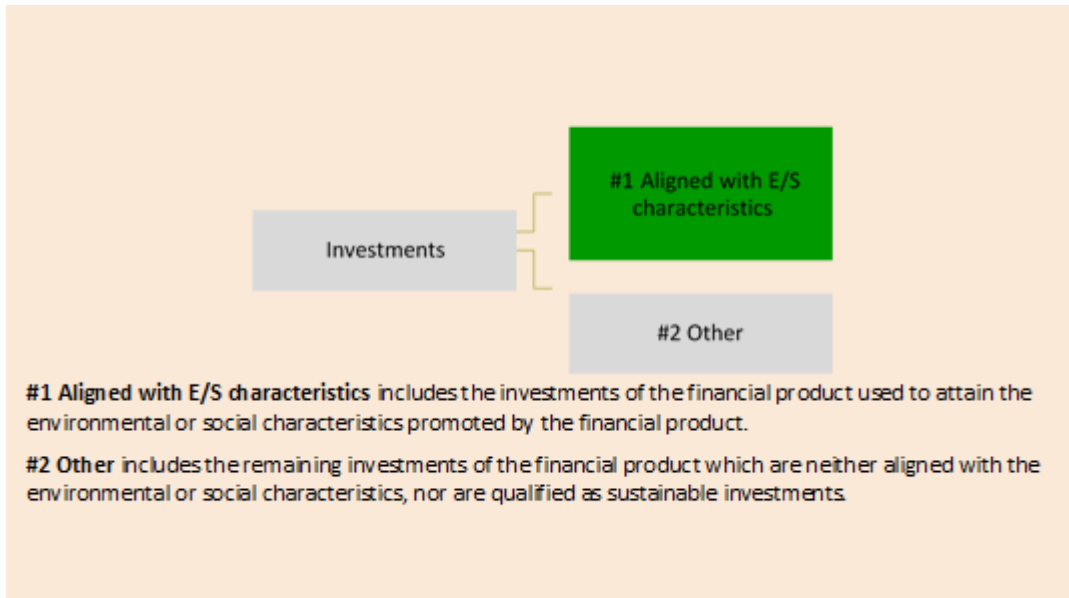 #1 Aligned with E/S
characteristics
Investments
#2 Other
#1 Aligned with E/S characteristics includes the investments of the financial product used to attain the
environmental or social characteristics promoted by the financial product.
#2 Other includes the remaining investments of the financial product which are neither aligned with the
environmental or social characteristics, nor are qualified as sustainable investments.